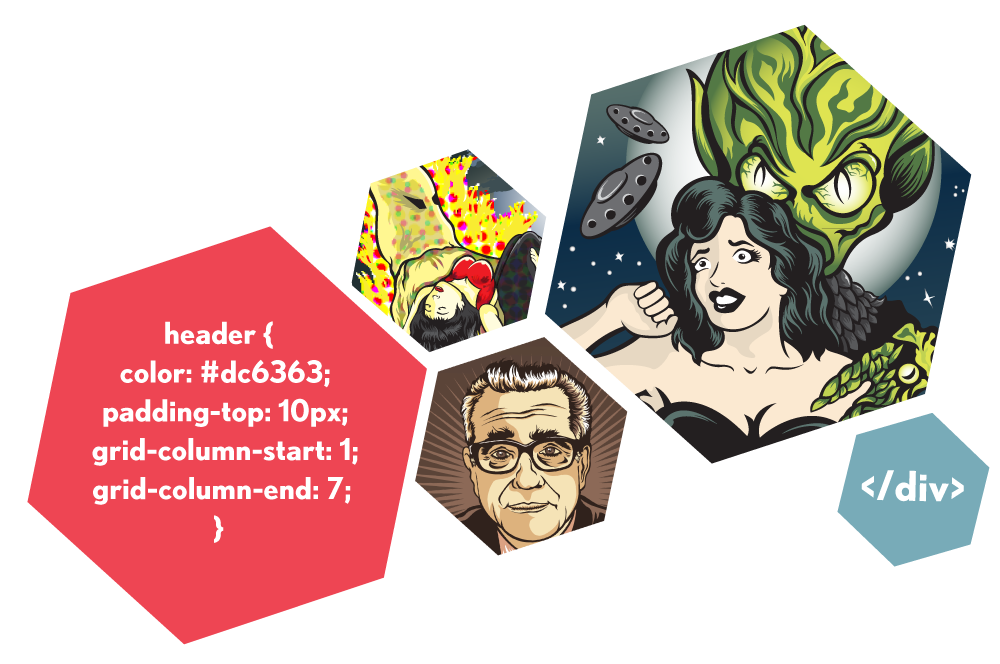 header {
color: #dc6363;
padding-top: 10px;
grid-column-start: 1;
grid-column-end: 7;
}
</div>